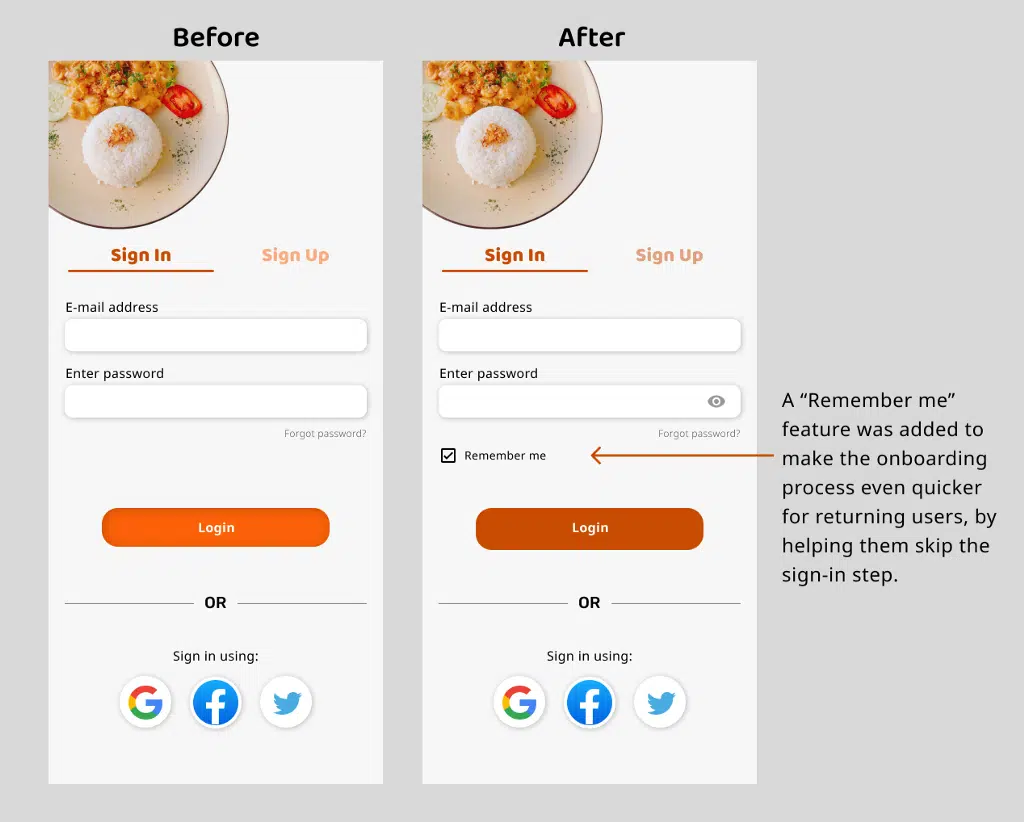 Before
Sign In
Sign Up
E-mail address
Enter password
Forgot password?
Login
OR
Sign in using:
After
Sign In
Sign Up
E-mail address
Enter password
Forgot password?
Remember me
Login
OR
Sign in using:
A “Remember me”
feature was added to
make the onboarding
process even quicker
for returning users, by
helping them skip the
sign-in step.